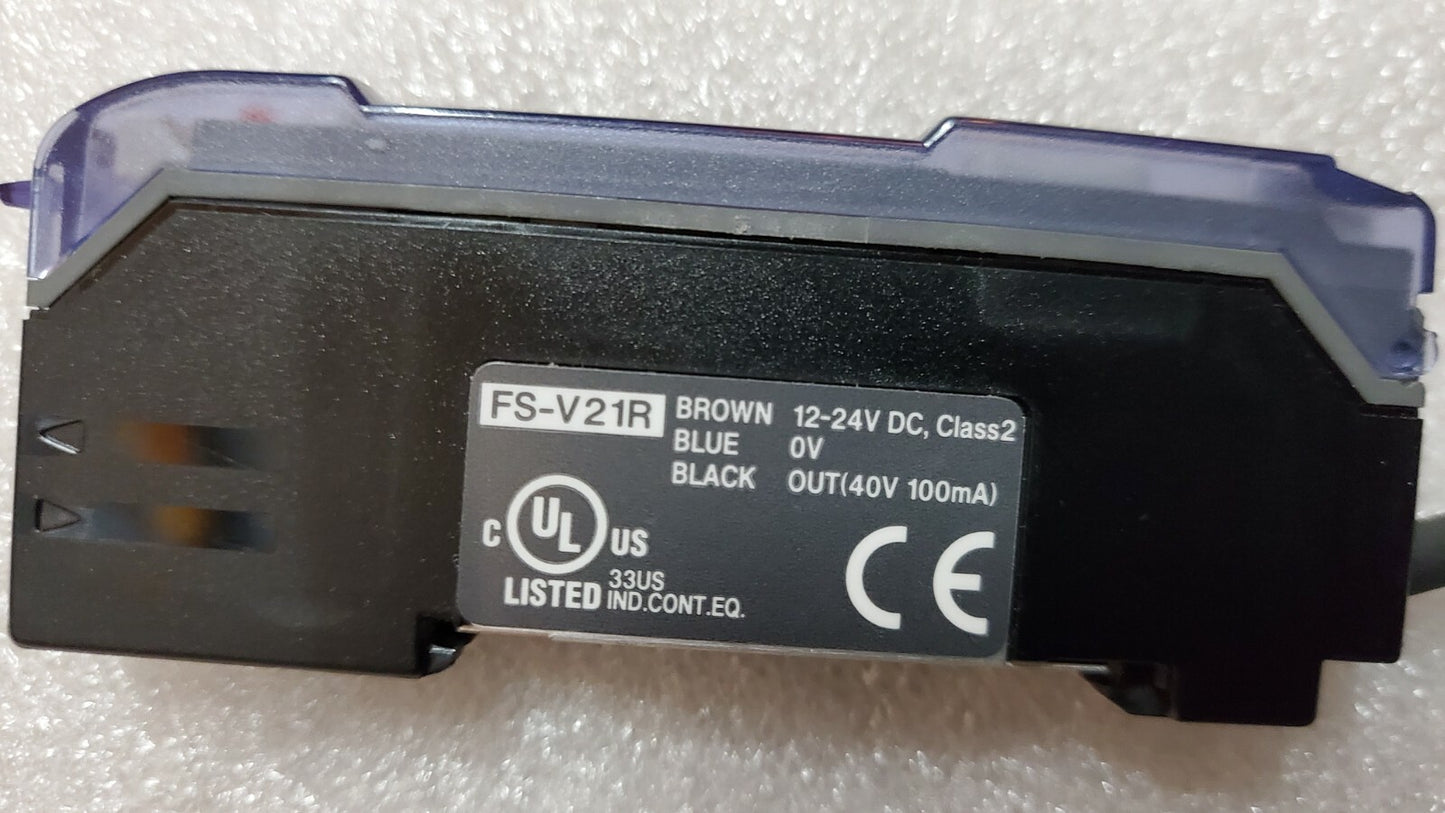 FS-V21R BROWN 12-24V DC, Class2
BLUE 0V
BLACK OUT(40V 100mA)
C UL US
LISTED 33US
IND.CONT.EQ.
CE